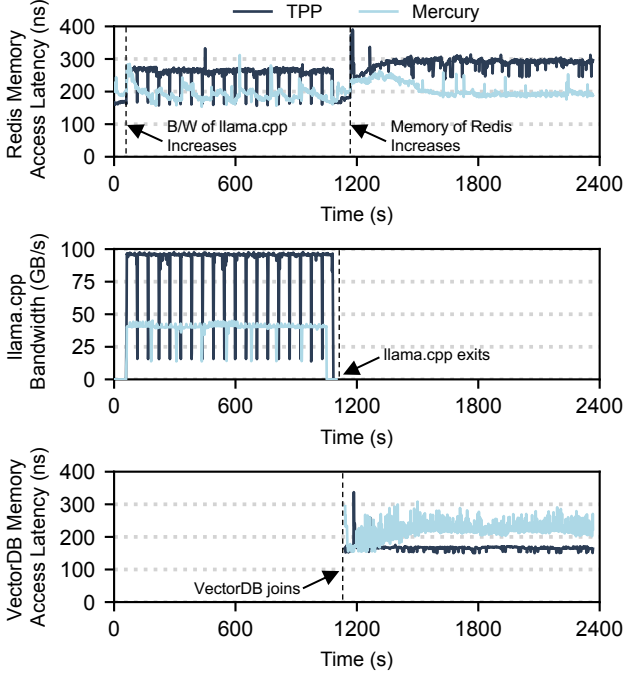 TPP Mercury
Redis Memory
Access Latency (ns)
400
300
200
100
0
B/W of llama.cpp
Increases
Memory of Redis
Increases
0 600 1200 1800 2400
Time (s)
llama.cpp
Bandwidth (GB/s)
100
75
50
25
0
llama.cpp exits
0 600 1200 1800 2400
Time (s)
VectorDB Memory
Access Latency (ns)
400
300
200
100
0
VectorDB joins
0 600 1200 1800 2400
Time (s)